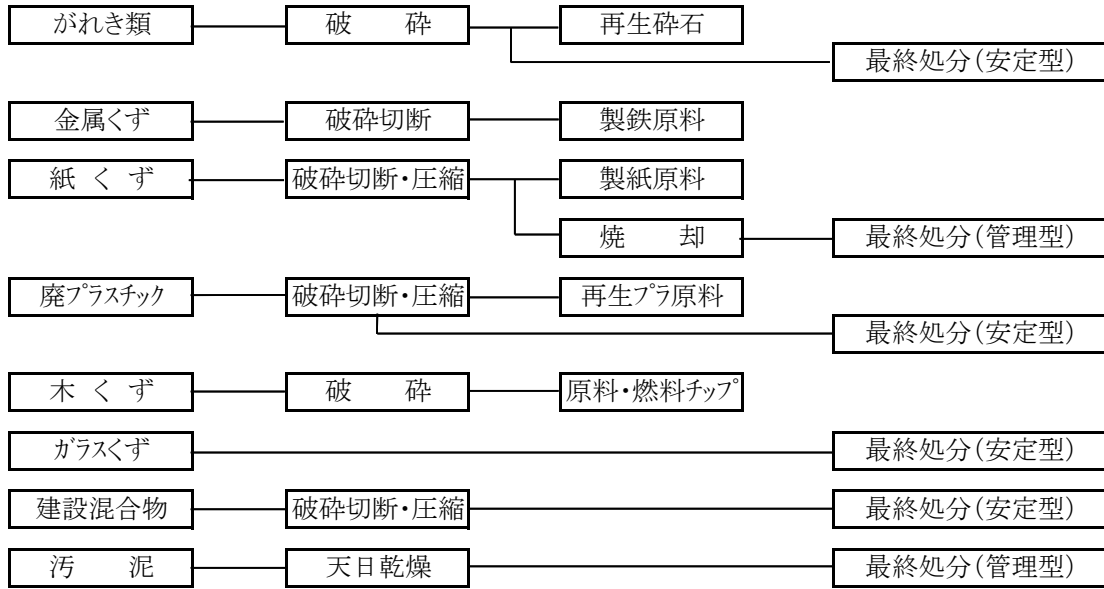 がれき類 破　砕 再生砕石
最終処分(安定型)
金属くず 破砕切断 製鉄原料
紙くず 破砕切断・圧縮 製紙原料
焼　却 最終処分(管理型)
廃プラスチック 破砕切断・圧縮 再生プラ原料
最終処分(安定型)
木くず 破　砕 原料・燃料チップ
ガラスくず 最終処分(安定型)
建設混合物 破砕切断・圧縮 最終処分(安定型)
汚　泥 天日乾燥 最終処分(管理型)